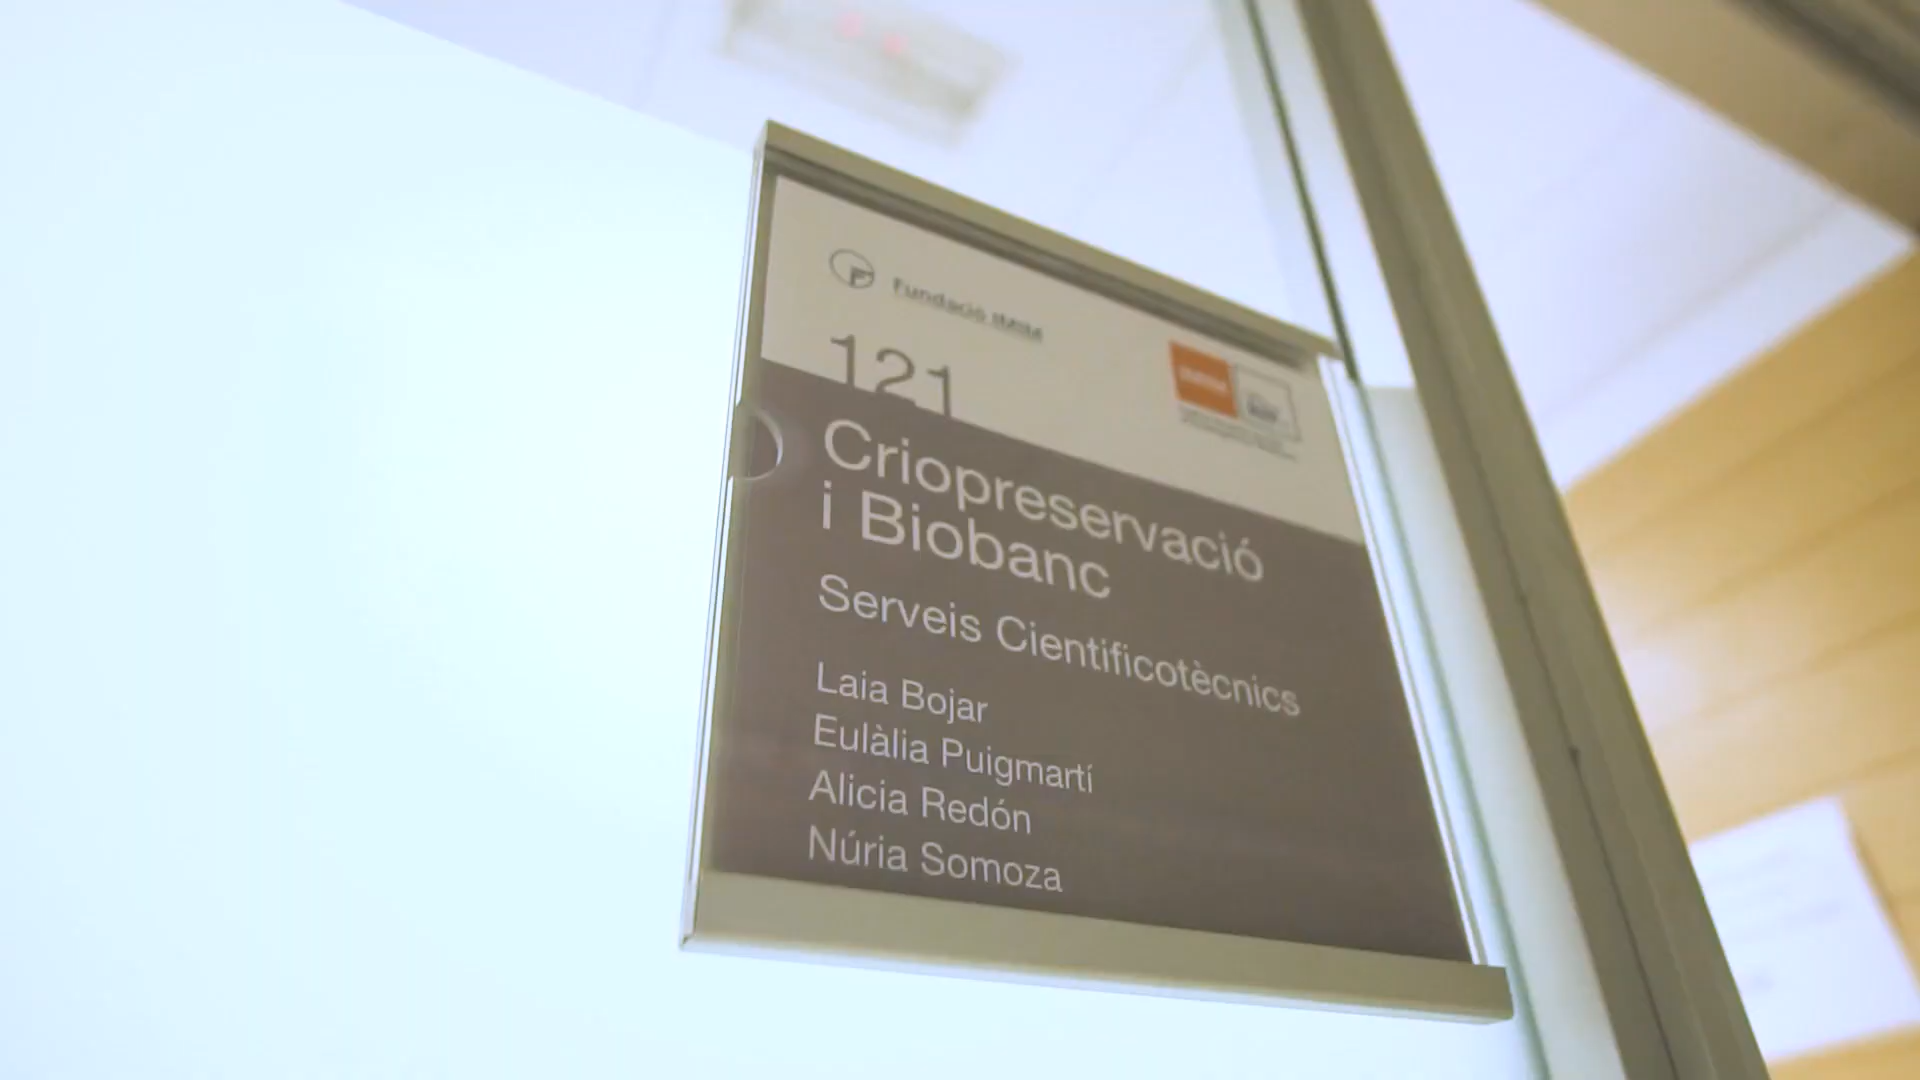 Fundació IMIM
121
Criopreservació
i Biobanc
Serveis Cientificotècnics
Laia Bojar
Eulàlia Puigmartí
Alicia Redón
Núria Somoza